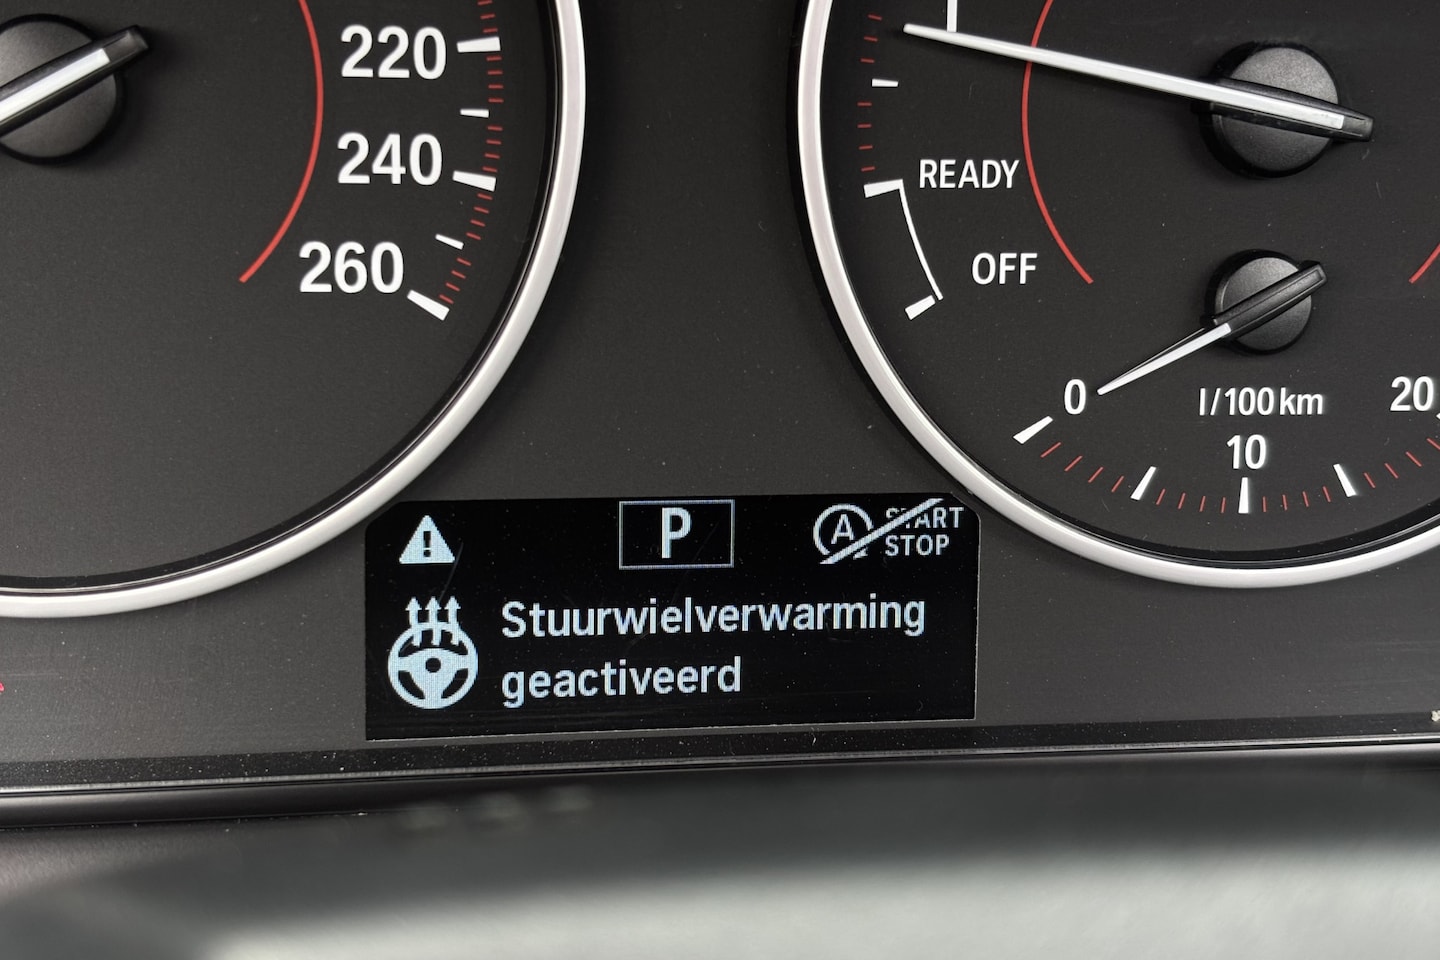 220
240
260
READY
OFF
0
l/100km
10
20
P
A
START
STOP
Stuurwielverwarming
geactiveerd